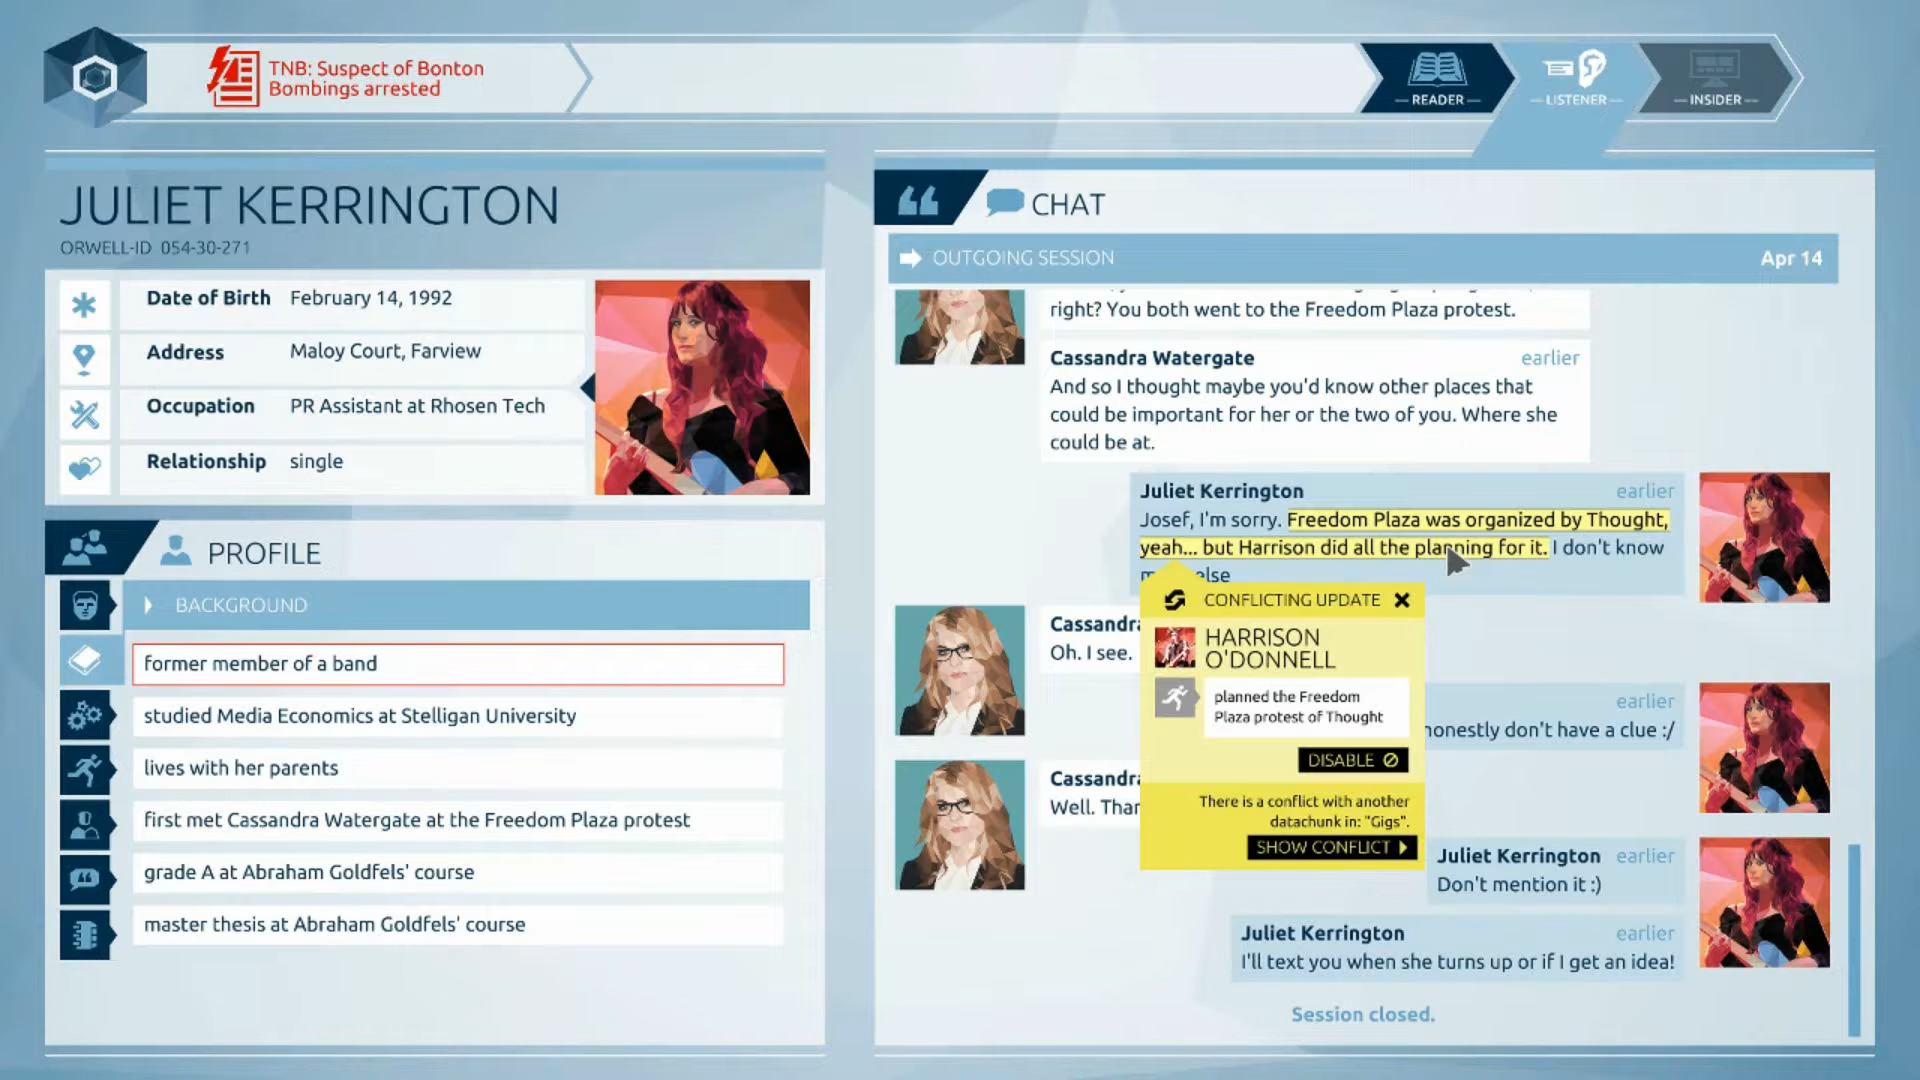 TNB: Suspect of Bonton
Bombings arrested
READER
LISTENER
INSIDER
JULIET KERRINGTON
ORWELL-ID 054-30-271
Date of Birth February 14, 1992
Address Maloy Court, Farview
Occupation PR Assistant at Rhosen Tech
Relationship single
PROFILE
BACKGROUND
former member of a band
studied Media Economics at Stelligan University
lives with her parents
first met Cassandra Watergate at the Freedom Plaza protest
grade A at Abraham Goldfels' course
master thesis at Abraham Goldfels' course
CHAT
OUTGOING SESSION Apr 14
right? You both went to the Freedom Plaza protest.
Cassandra Watergate earlier
And so I thought maybe you'd know other places that
could be important for her or the two of you. Where she
could be at.
Juliet Kerrington earlier
Josef, I'm sorry. Freedom Plaza was organized by Thought,
yeah... but Harrison did all the planning for it. I don't know
else
Cassandra
Oh. I see.
CONFLICTING UPDATE
HARRISON
O'DONNELL
planned the Freedom
Plaza protest of Thought
DISABLE
There is a conflict with another
datachunk in: "Gigs".
SHOW CONFLICT
earlier
honestly don't have a clue :/
Cassandra
Well. Than
Juliet Kerrington earlier
Don't mention it :)
Juliet Kerrington earlier
I'll text you when she turns up or if I get an idea!
Session closed.